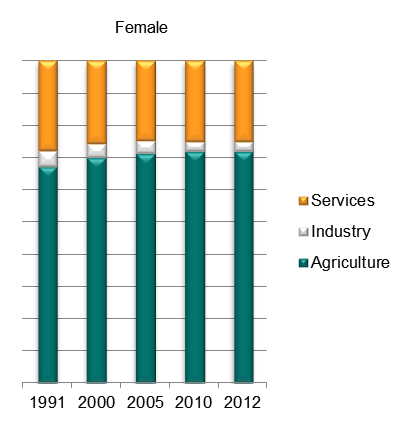 Female
Services
Industry
Agriculture
1991 2000 2005 2010 2012